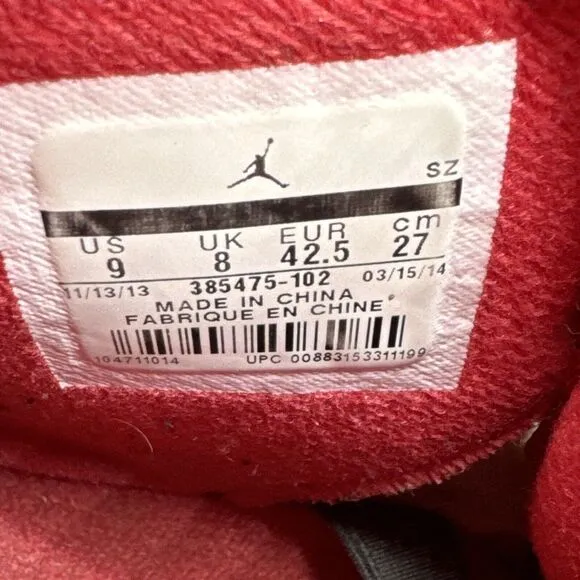 SZ
US UK EUR cm
9 8 42.5 27
11/13/13 385475-102 03/15/14
MADE IN CHINA
FABRIQUE EN CHINE
104711014 UPC 00883153311199